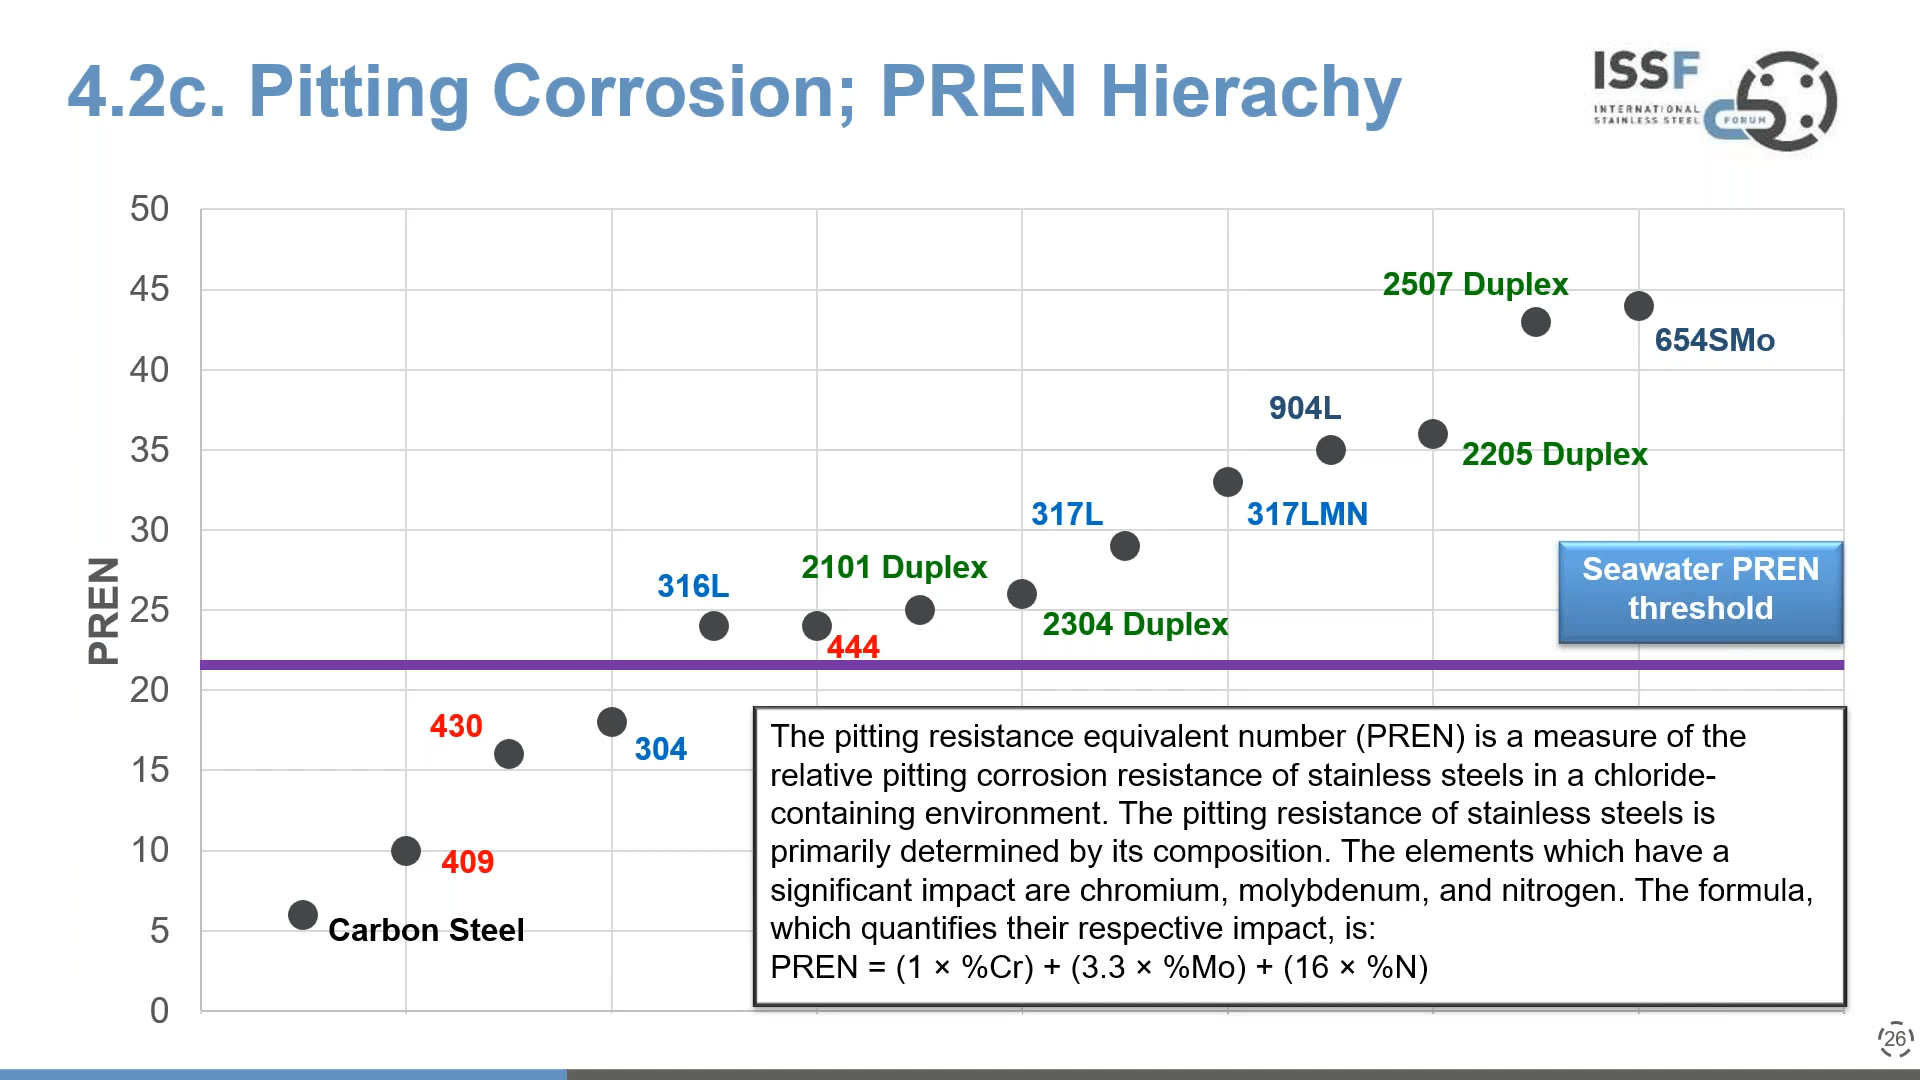 4.2c. Pitting Corrosion; PREN Hierachy
ISSF
INTERNATIONAL
STAINLESS STEEL
FORUM
50
45
40
35
30
25
20
15
10
5
0
PREN
2507 Duplex
654SMo
904L
2205 Duplex
317L
317LMN
2101 Duplex
316L
2304 Duplex
444
430
304
409
Carbon Steel
Seawater PREN
threshold
The pitting resistance equivalent number (PREN) is a measure of the
relative pitting corrosion resistance of stainless steels in a chloride-
containing environment. The pitting resistance of stainless steels is
primarily determined by its composition. The elements which have a
significant impact are chromium, molybdenum, and nitrogen. The formula,
which quantifies their respective impact, is:
PREN = (1 × %Cr) + (3.3 × %Mo) + (16 × %N)
26